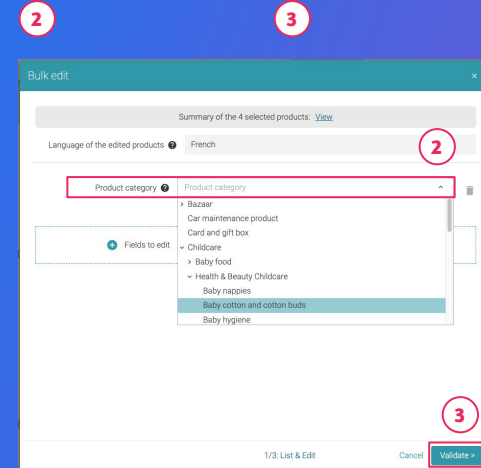 2
3
Bulk edit ×
Summary of the 4 selected products: View
Language of the edited products ? French
2
Product category ? Product category
> Bazaar
Car maintenance product
Card and gift box
Fields to edit
Childcare
> Baby food
Health & Beauty Childcare
Baby nappies
Baby cotton and cotton buds
Baby hygiene
3
1/3: List & Edit Cancel Validate >